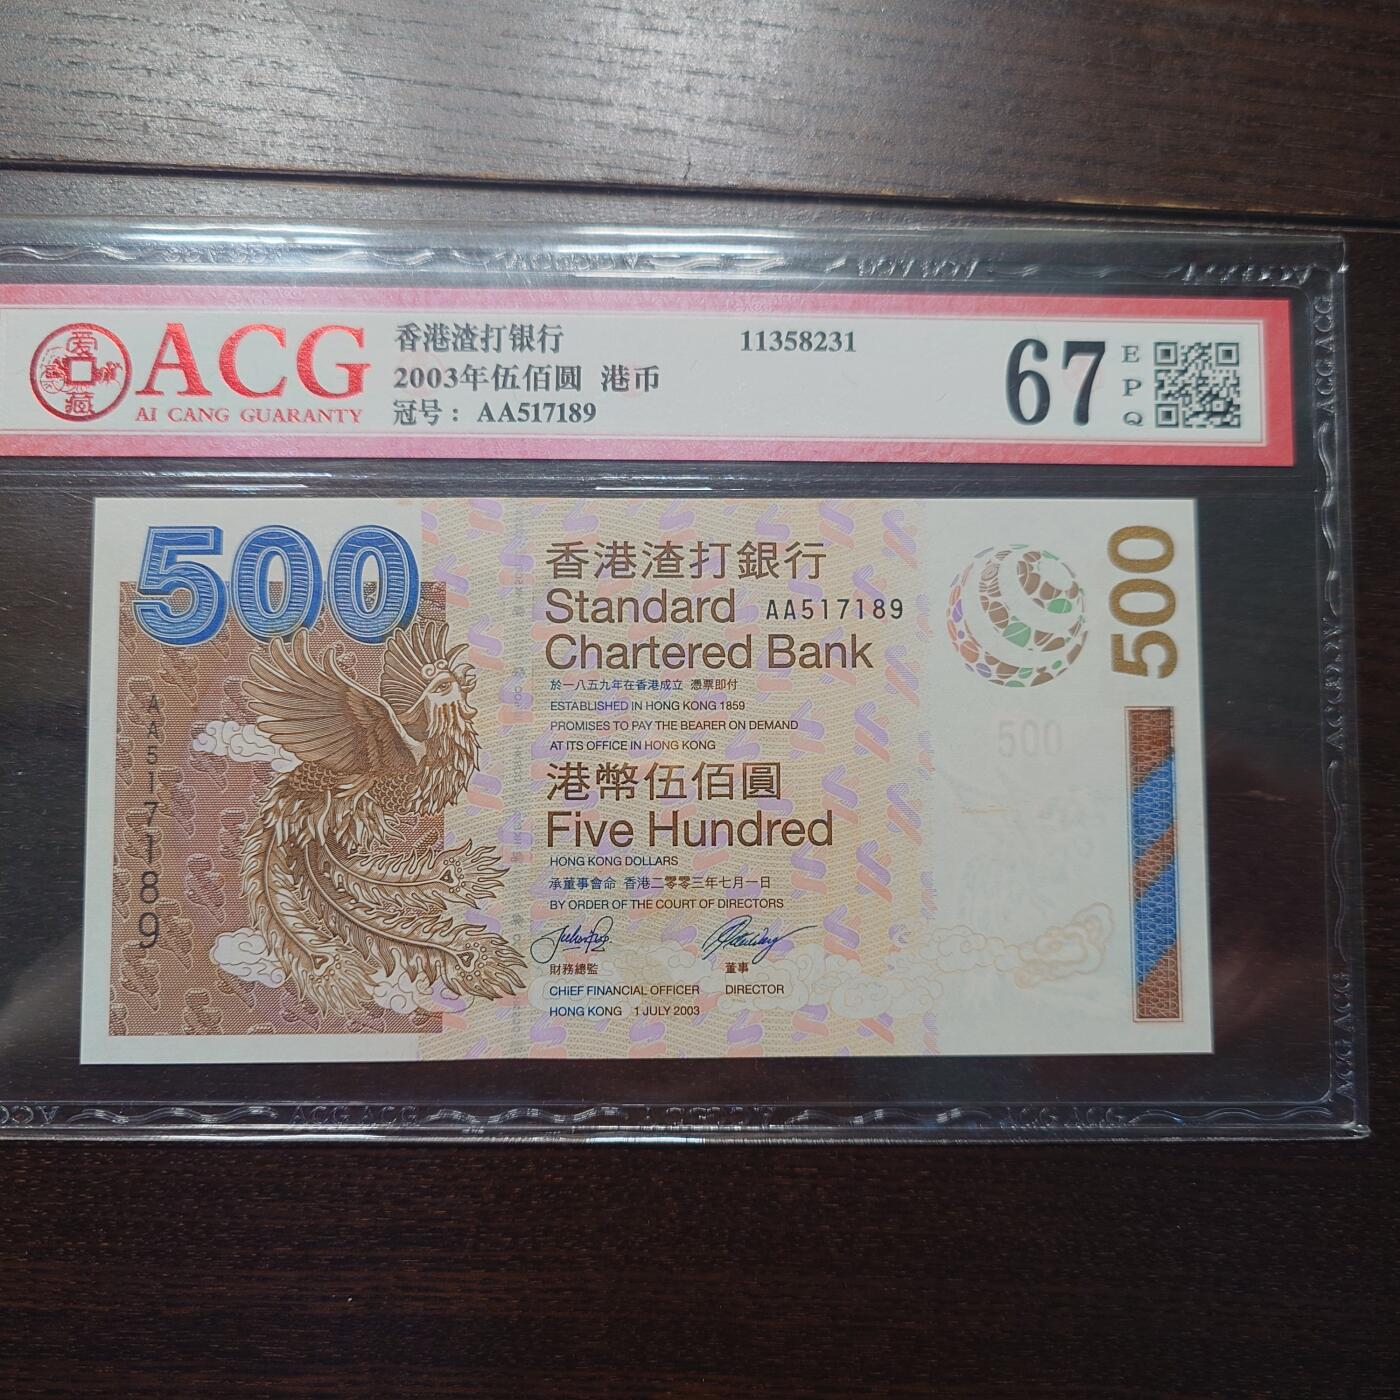 爱
藏
ACG
AI CANG GUARANTY
香港渣打银行
2003年伍佰圆 港币
冠号： AA517189
11358231
67
E
P
Q
500
香港渣打銀行
Standard AA517189
Chartered Bank
於一八五九年在香港成立 憑票即付
ESTABLISHED IN HONG KONG 1859
PROMISES TO PAY THE BEARER ON DEMAND
AT ITS OFFICE IN HONG KONG
港幣伍佰圓
Five Hundred
HONG KONG DOLLARS
承董事會命 香港二零零三年七月一日
BY ORDER OF THE COURT OF DIRECTORS
財務總監 董事
CHIEF FINANCIAL OFFICER DIRECTOR
HONG KONG 1 JULY 2003
AA517189
500
500
ACG ACG
ACG ACG